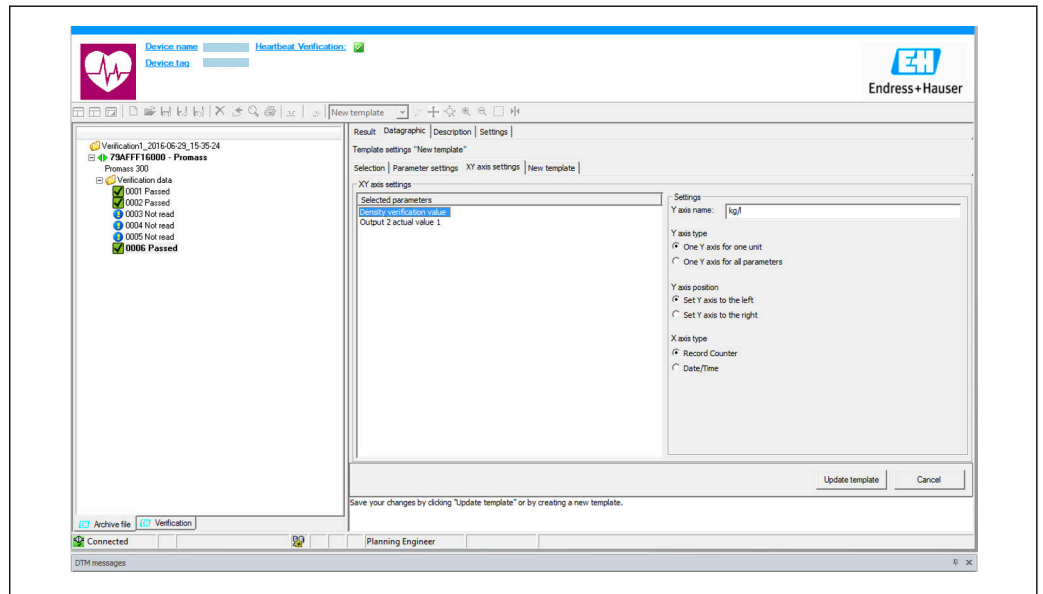 Device name Heartbeat Verification:
Device tag
Endress+Hauser
New template
Result Datagraphic Description Settings
Verification1_2016-06-29_15-35-24
79AFFF16000 - Promass
Promass 300
Verification data
0001 Passed
0002 Passed
0003 Not read
0004 Not read
0005 Not read
0006 Passed
Template settings "New template"
Selection Parameter settings XY axis settings New template
XY axis settings
Selected parameters
Density verification value
Output 2 actual value 1
Settings
Y axis name: kg/l
Y axis type
One Y axis for one unit
One Y axis for all parameters
Y axis position
Set Y axis to the left
Set Y axis to the right
X axis type
Record Counter
Date/Time
Update template Cancel
Save your changes by clicking "Update template" or by creating a new template.
Archive file Verification
Connected Planning Engineer
DTM messages